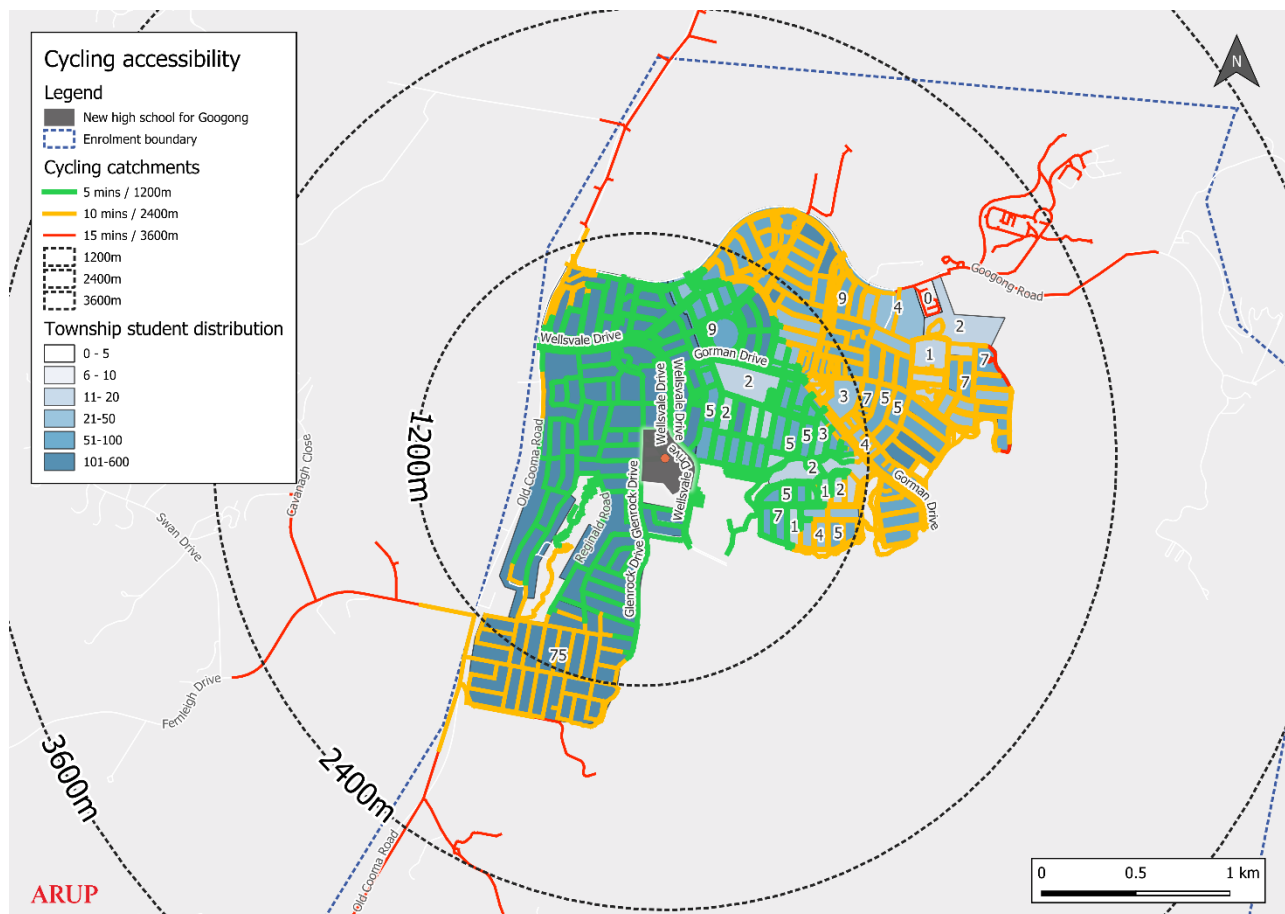 Cycling accessibility
Legend
New high school for Googong
Enrolment boundary
Cycling catchments
5 mins / 1200m
10 mins / 2400m
15 mins / 3600m
1200m
2400m
3600m
Township student distribution
0 - 5
6 - 10
11- 20
21-50
51-100
101-600
N
Googong Road
9
4
0
2
9
1
7
Wellsvale Drive
Gorman Drive
7
2
3
7
5
5
Wellsvale Drive
Wellsvale Drive
5
2
5
5
3
4
1200m
Old Cooma Road
Wellsvale Drive
2
Gorman Drive
5
1
2
7
1
4
5
Cavanagh Close
Swan Drive
Reginald Road
Glenrock Drive
Glenrock Drive
75
Fernleigh Drive
3600m
2400m
Old Cooma Road
0
0.5
1 km
ARUP